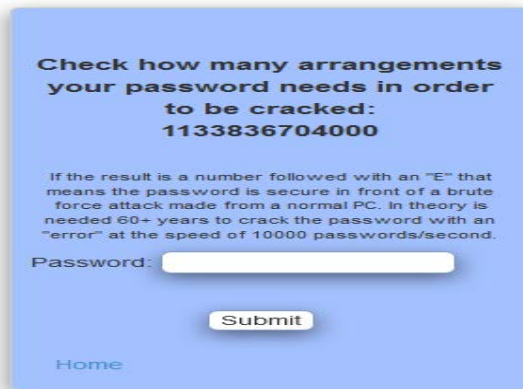 Check how many arrangements
your password needs in order
to be cracked:
1133836704000
If the result is a number followed with an "E" that
means the password is secure in front of a brute
force attack made from a normal PC. In theory is
needed 60+ years to crack the password with an
"error" at the speed of 10000 passwords/second.
Password:
Submit
Home